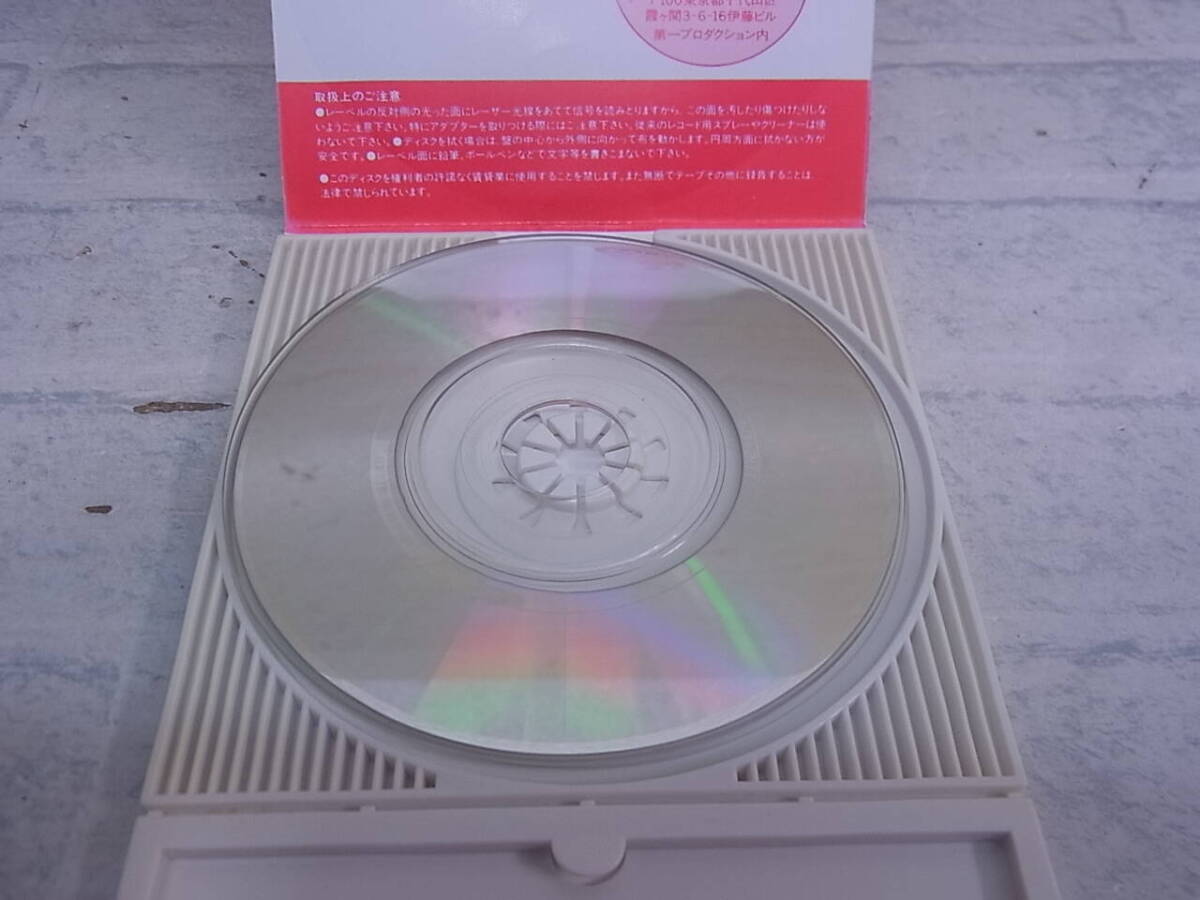 〒100東京都千代田区
霞ヶ関3-6-16伊藤ビル
第一プロダクション内
取扱上のご注意
●レーベルの反対側の光った面にレーザー光線をあてて信号を読みとりますから、この面を汚したり傷つけたりしな
いようご注意下さい。特にアダプターを取りつける際にはご注意下さい。従来のレコード用スプレーやクリーナーは使
わないで下さい。●ディスクを拭く場合は、盤の中心から外側に向かって布を動かします。円周方面に拭かない方が
安全です。●レーベル面に鉛筆、ボールペンなどで文字等を書きこまないで下さい。
●このディスクを権利者の許諾なく賃貸業に使用することを禁じます。また無断でテープその他に録音することは、
法律で禁じられています。